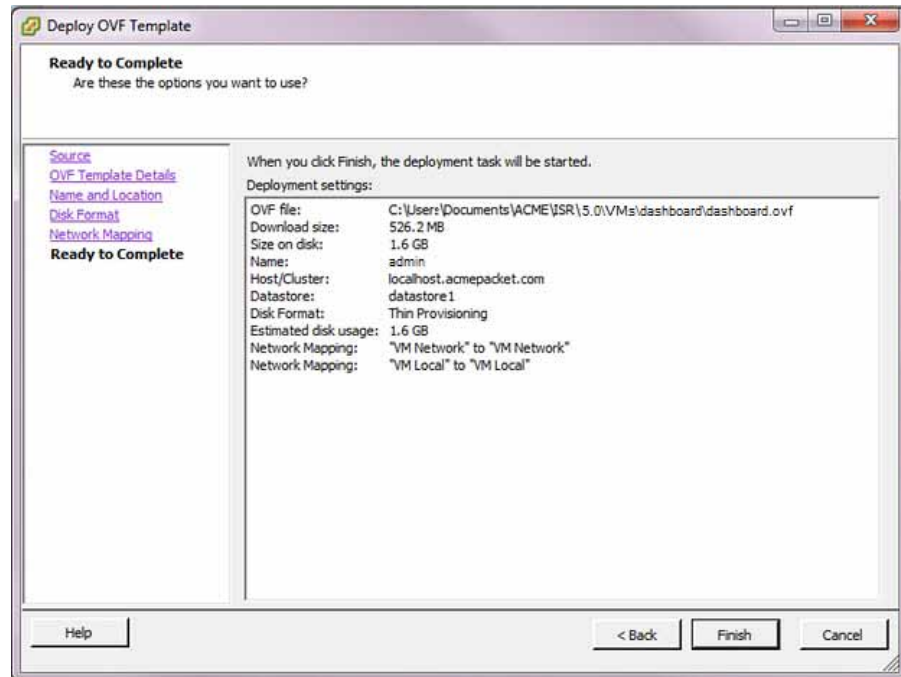 Deploy OVF Template
Ready to Complete
Are these the options you want to use?
Source
OVF Template Details
Name and Location
Disk Format
Network Mapping
Ready to Complete
When you click Finish, the deployment task will be started.
Deployment settings:
OVF file: C:\Users\Documents\ACME\ISR\5.0\VMs\dashboard\dashboard.ovf
Download size: 526.2 MB
Size on disk: 1.6 GB
Name: admin
Host/Cluster: localhost.acmepacket.com
Datastore: datastore1
Disk Format: Thin Provisioning
Estimated disk usage: 1.6 GB
Network Mapping: "VM Network" to "VM Network"
Network Mapping: "VM Local" to "VM Local"
Help
< Back
Finish
Cancel